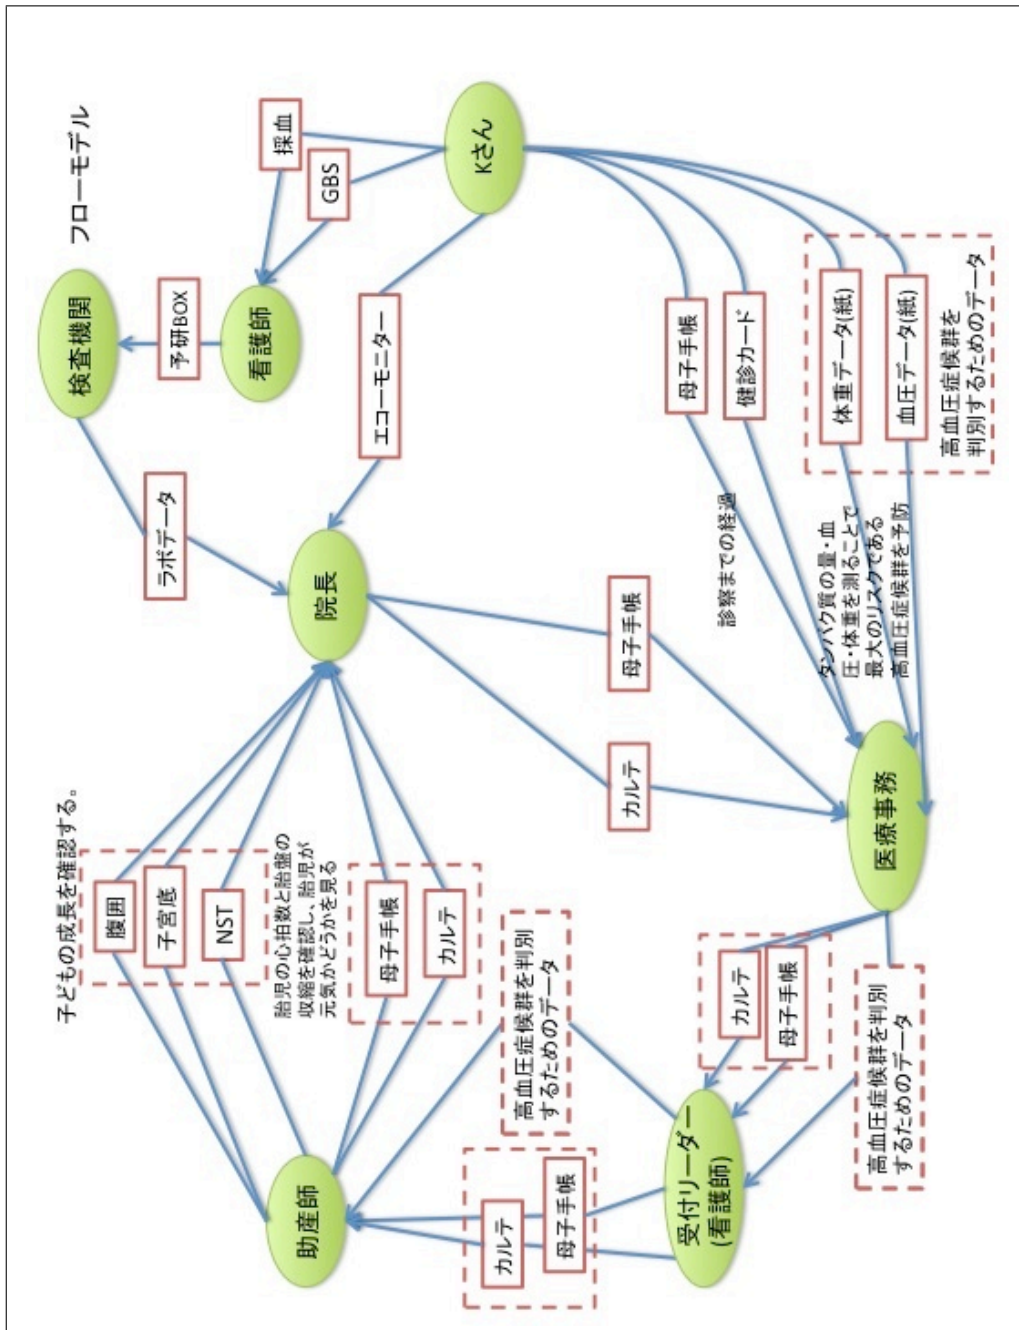 フローモデル
検査機関
予研BOX
看護師
採血
GBS
Kさん
ラボデータ
エコーモニター
院長
子どもの成長を確認する。
腹囲
子宮底
NST
胎児の心拍数と胎盤の
収縮を確認し、胎児が
元気かどうかを見る
母子手帳
カルテ
助産師
高血圧症候群を判別
するためのデータ
カルテ
母子手帳
受付リーダー
(看護師)
カルテ
母子手帳
高血圧症候群を判別
するためのデータ
医療事務
カルテ
母子手帳
診察までの経過
タンパク質の量・血
圧・体重を測ることで
最大のリスクである
高血圧症候群を予防
母子手帳
健診カード
体重データ(紙)
血圧データ(紙)
高血圧症候群を
判別するためのデータ